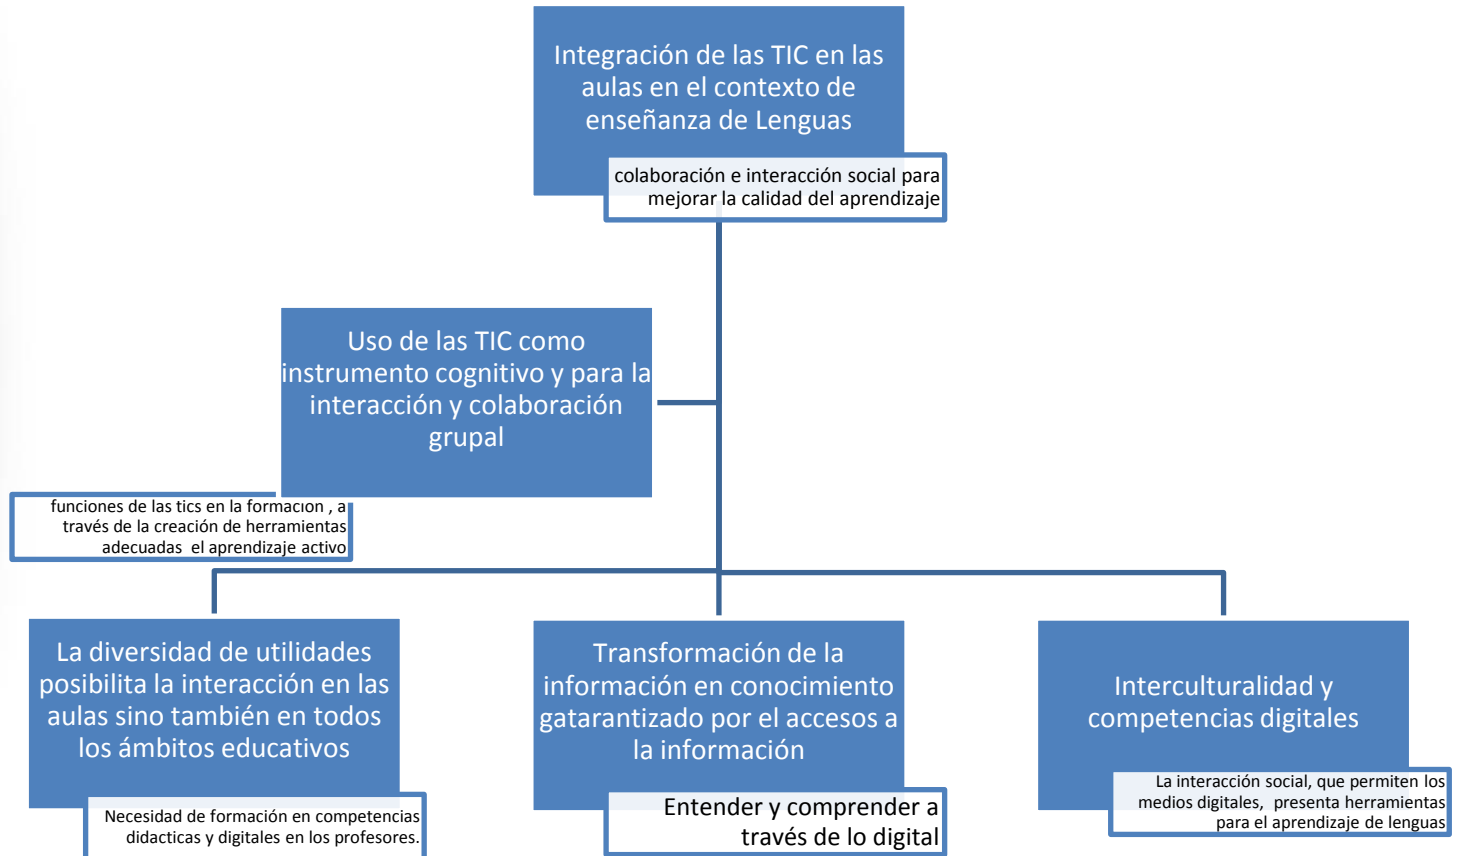 Integración de las TIC en las
aulas en el contexto de
enseñanza de Lenguas
colaboración e interacción social para
mejorar la calidad del aprendizaje
Uso de las TIC como
instrumento cognitivo y para la
interacción y colaboración
grupal
funciones de las tics en la formación , a
través de la creación de herramientas
adecuadas  el aprendizaje activo
La diversidad de utilidades
posibilita la interacción en las
aulas sino también en todos
los ámbitos educativos
Necesidad de formación en competencias
didacticas y digitales en los profesores.
Transformación de la
información en conocimiento
gatarantizado por el accesos a
la información
Entender y comprender a
través de lo digital
Interculturalidad y
competencias digitales
La interacción social, que permiten los
medios digitales,  presenta herramientas
para el aprendizaje de lenguas